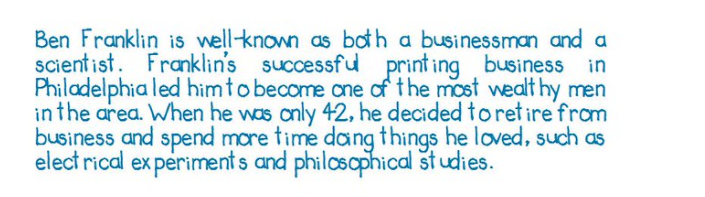 Ben Franklin is well-known as both a businessman and a
scientist. Franklin's successful printing business in
Philadelphia led him to become one of the most wealthy men
in the area. When he was only 42, he decided to retire from
business and spend more time doing things he loved, such as
electrical experiments and philosophical studies.